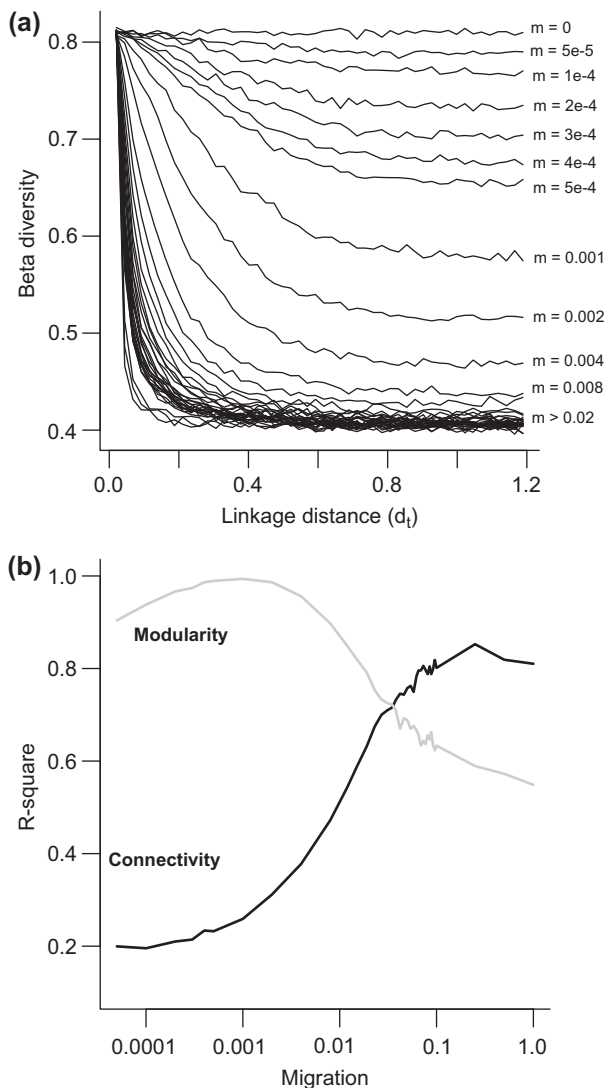 (a)
0.8
0.7
0.6
0.5
0.4
Beta diversity
m = 0
m = 5e-5
m = 1e-4
m = 2e-4
m = 3e-4
m = 4e-4
m = 5e-4
m = 0.001
m = 0.002
m = 0.004
m = 0.008
m > 0.02
0.0
0.4
0.8
1.2
Linkage distance (dt)
(b)
1.0
0.8
0.6
0.4
0.2
R-square
Modularity
Connectivity
0.0001
0.001
0.01
0.1
1.0
Migration